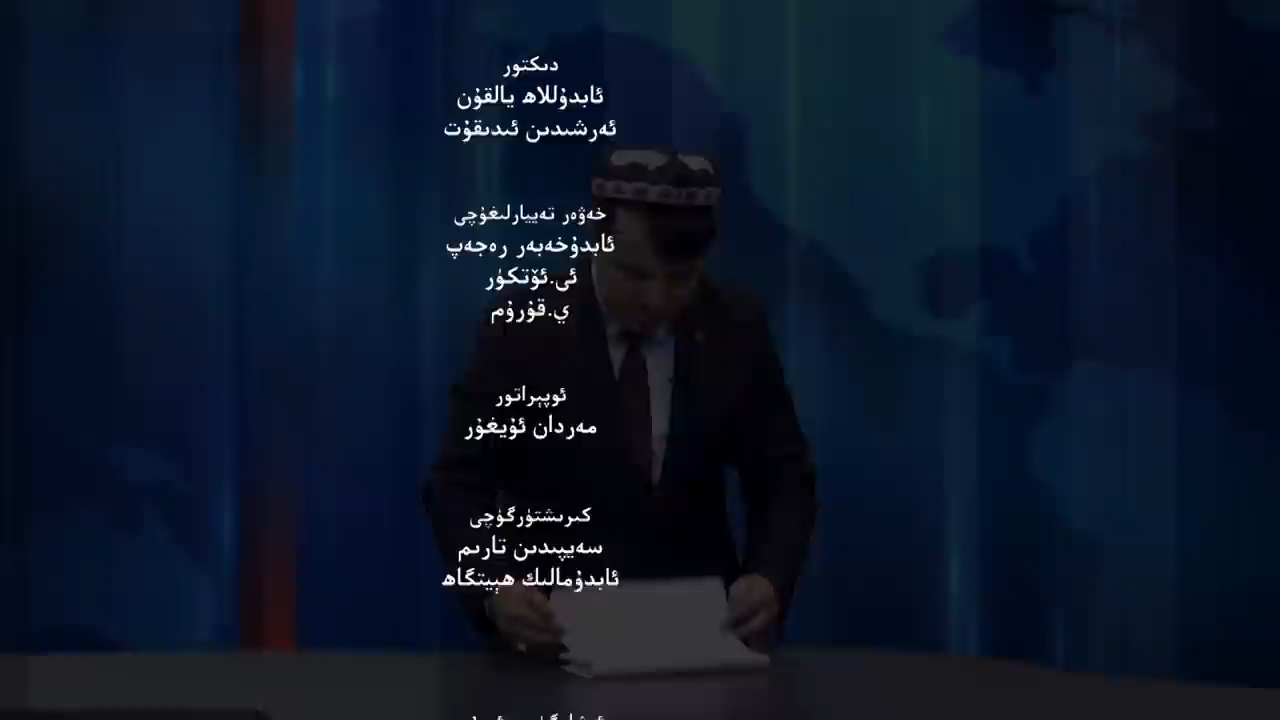 دىكتور
ئابدۇللاھ يالقۇن
ئەرشىدىن ئىدىقۇت
خەۋەر تەييارلىغۇچى
ئابدۇخەبەر رەجەپ
ئى.ئۆتكۈر
ي.قۇرۇم
ئوپېراتور
مەردان ئۇيغۇر
كىرىشتۈرگۈچى
سەيپىدىن تارىم
ئابدۇمالىك ھېيتگاھ